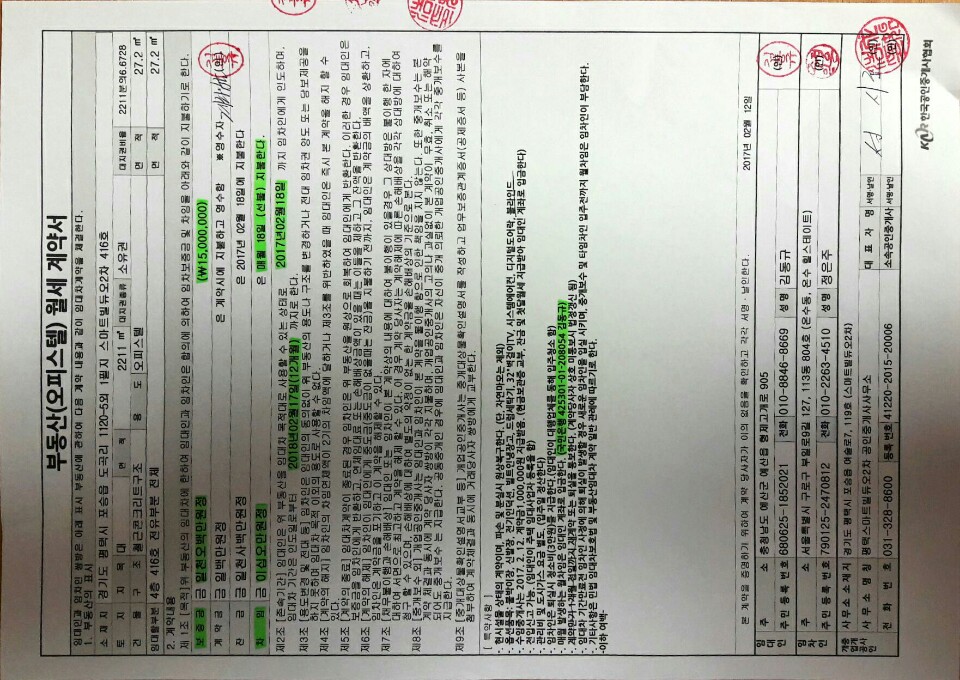 부동산(오피스텔) 월세 계약서
임대인과 임차인 쌍방은 아래 표시 부동산에 관하여 다음 계약 내용과 같이 임대차계약을 체결한다.
1. 부동산의 표시
소 재 지 경기도 평택시 포승읍 도곡리 1120-5외 1필지 스마트빌듀오2차 416호
토 지 지 목 대 면 적 2211 ㎡ 대지권종류 소유권 대지권비율 2211분의6.6728
건 물 구 조 철근콘크리트구조 용 도 오피스텔 면 적 27.2 ㎡
임대할부분 4층 416호 전유부분 전체 면 적 27.2 ㎡
2. 계약내용
제 1조 [목적]위 부동산의 임대차에 한하여 임대인과 임차인은 합의에 의하여 임차보증금 및 차임을 아래와 같이 지불하기로 한다.
보 증 금 금 일천오백만원정 (₩15,000,000)
계 약 금 금 일백만원정 은 계약시에 지불하고 영수함 ※영수자 (인)
잔 금 금 일천사백만원정 은 2017년 02월 18일에 지불한다
차 임 금 이십오만원정 은 매월 18일 (선불) 지불한다.
제2조 [존속기간] 임대인은 위 부동산을 임대차 목적대로 사용할 수 있는 상태로 2017년02월18일 까지 임차인에게 인도하며,
임대차 기간은 인도일로부터 2018년02월17일(12개월) 까지로 한다.
제3조 [용도변경 및 전대 등] 임차인은 임대인의 동의없이 위 부동산의 용도나 구조를 변경하거나 전대 임차권 양도 또는 담보제공을
하지 못하며 임대차 목적 이외의 용도로 사용할 수 없다.
제4조 [계약의 해지] 임차인의 차임연체액이 2기의 차임액에 달하거나 제3조를 위반하였을 때 임대인은 즉시 본 계약을 해지 할 수
있다.
제5조 [계약의 종료] 임대차계약이 종료된 경우 임차인은 위 부동산을 원상으로 회복하여 임대인에게 반환한다. 이러한 경우 임대인은
보증금을 임차인에게 반환하고, 연체임대료 또는 손해배상금액이 있을 때는 이들을 제하고 그 잔액을 반환한다.
제6조 [계약의 해제] 임차인이 임대인에게 중도금(중도금이 없을때는 잔금)을 지불하기 전까지, 임대인은 계약금의 배액을 상환하고,
임차인은 계약금을 포기하고 이 계약을 해제할 수 있다.
제7조 [채무불이행과 손해배상] 임대인 또는 임차인이 본 계약상의 내용에 대하여 불이행이 있을경우 그 상대방은 불이행 한 자에
대하여 서면으로 최고하고 계약을 해제 할 수 있다. 이 경우 계약 당사자는 계약해제에 따른 손해배상을 각각 상대방에 대하여
청구할 수 있으며, 손해배상에 대하여 별도의 약정이 없는 한 계약금을 손해배상의 기준으로 본다.
제8조 [중개보수] 개업공인중개사는 임대인과 임차인이 본 계약을 불이행 함으로 인한 책임을 지지 않는다. 또한 중개보수는 본
계약 체결과 동시에 계약 당사자 쌍방이 각각 지불하며, 개업공인중개사의 고의나 과실없이 본 계약이 무효, 취소 또는 해약
되어도 중개보수는 지급한다. 공동중개인 경우에 임대인과 임차인은 자신이 중개 의뢰한 개업공인중개사에게 각각 중개보수를
지급한다.
제9조 [중개대상물확인설명서교부 등] 개업공인중개사는 중개대상물확인설명서를 작성하고 업무보증관계증서(공제증서 등) 사본을
첨부하여 계약체결과 동시에 거래당사자 쌍방에게 교부한다.
[ 특약사항 ]
- 현시설물 상태의 계약이며, 파손 및 분실시 원상복구한다. (단, 자연마모는 제외)
-이하 여백-
본 계약을 증명하기 위하여 계약 당사자가 이의 없음을 확인하고 각각 서명·날인한다.
2017년 02월 12일
임대인 주 소 충청남도 예산군 예산읍 형제고개로 905
주 민 등 록 번 호 680625-1852021 전화 010-8846-8669 성 명 김동규 (인)
임차인 주 소 서울특별시 구로구 부일로9길 127, 113동 804호 (온수동, 온수 힐스테이트)
주 민 등 록 번 호 790125-2470812 전화 010-2263-4510 성 명 정은주 (인)
개업공인중개사 사 무 소 소 재 지 경기도 평택시 포승읍 여술로7, 119호 (스마트빌듀오2차)
사 무 소 명 칭 평택스마트빌듀오2차 공인중개사사무소 대 표 자 명 서명·날인 (인)
전 화 번 호 031-328-8600 등 록 번 호 41220-2015-20006 소속공인중개사 서명·날인 (인)
KAR 한국공인중개사협회